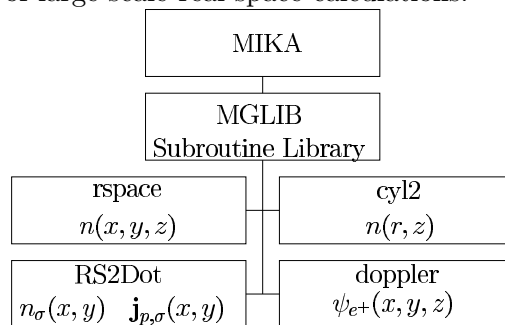 of large scale real space calculations.
MIKA
MGLIB
Subroutine Library
rspace
n(x, y, z)
cyl2
n(r, z)
RS2Dot
n_σ(x, y) j_{p,σ}(x, y)
doppler
ψ_{e+}(x, y, z)